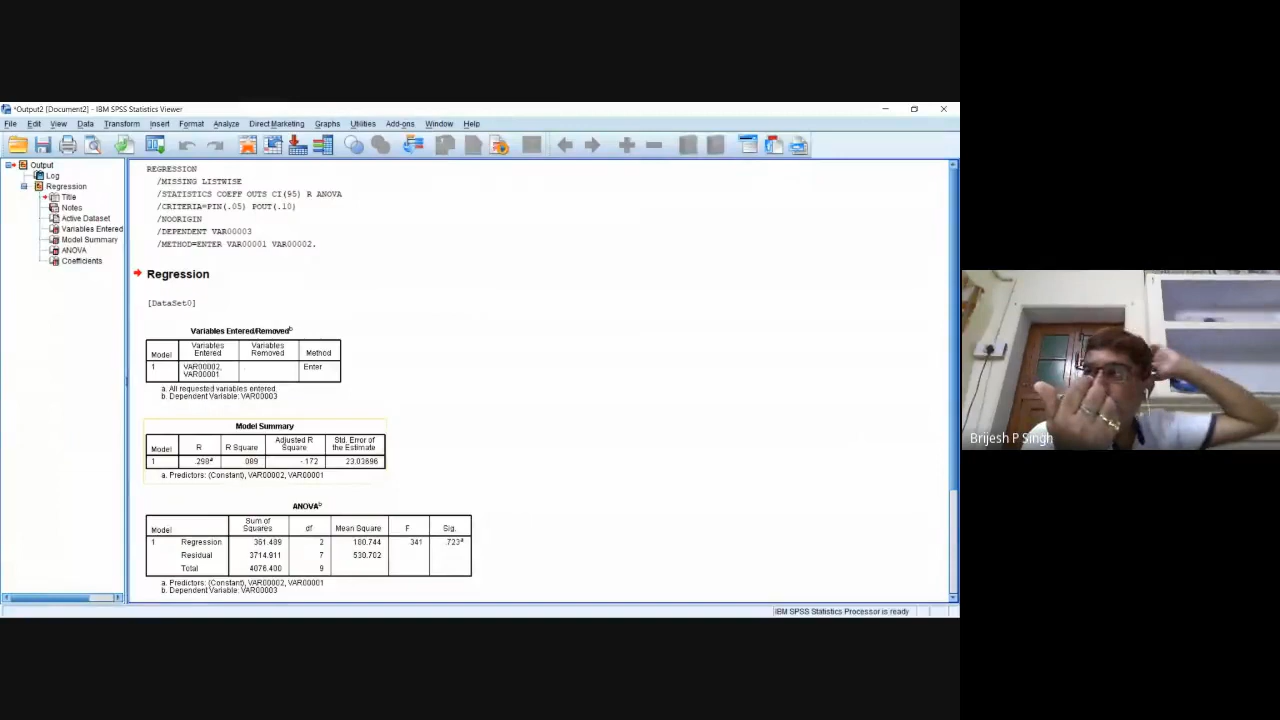 *Output2 [Document2] - IBM SPSS Statistics Viewer
File Edit View Data Transform Insert Format Analyze Direct Marketing Graphs Utilities Add-ons Window Help
Output
Log
Regression
Title
Notes
Active Dataset
Variables Entered
Model Summary
ANOVA
Coefficients
REGRESSION
/MISSING LISTWISE
/STATISTICS COEFF OUTS CI(95) R ANOVA
/CRITERIA=PIN(.05) POUT(.10)
/NOORIGIN
/DEPENDENT VAR00003
/METHOD=ENTER VAR00001 VAR00002.
Regression
[DataSet0]
Variables Entered/Removedb
Model Variables Entered Variables Removed Method
1 VAR00002, VAR00001 . Enter
a. All requested variables entered.
b. Dependent Variable: VAR00003
Model Summary
Model R R Square Adjusted R Square Std. Error of the Estimate
1 .298a .089 -.172 23.03696
a. Predictors: (Constant), VAR00002, VAR00001
ANOVAb
Model Sum of Squares df Mean Square F Sig.
1 Regression 361.489 2 180.744 .341 .723a
Residual 3714.911 7 530.702
Total 4076.400 9
a. Predictors: (Constant), VAR00002, VAR00001
b. Dependent Variable: VAR00003
IBM SPSS Statistics Processor is ready
Brijesh P Singh